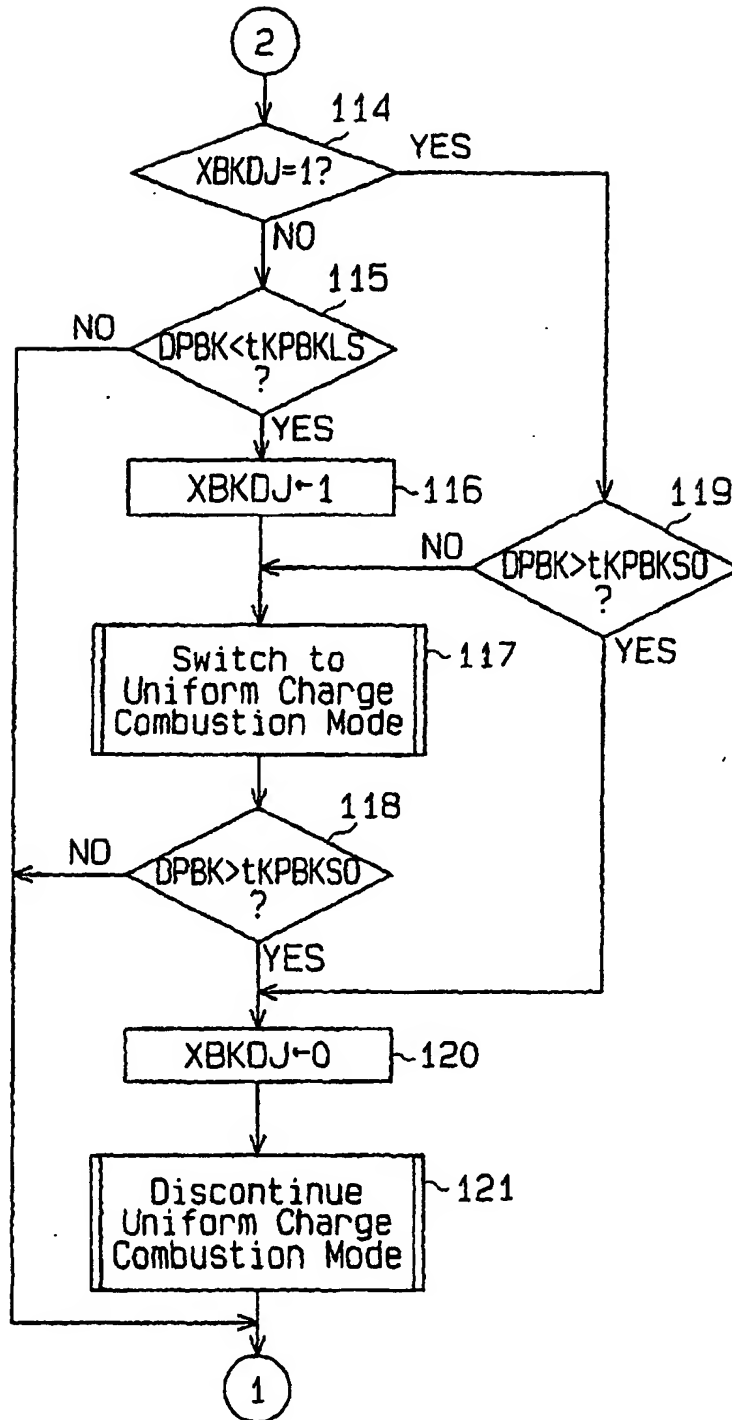 2
114
XBKDJ=1?
YES
NO
115
NO
DPBK<tKPBKLS
?
YES
XBKDJ←1
116
119
NO
DPBK>tKPBKSO
?
YES
Switch to
Uniform Charge
Combustion Mode
117
118
NO
DPBK>tKPBKSO
?
YES
XBKDJ←0
120
Discontinue
Uniform Charge
Combustion Mode
121
1